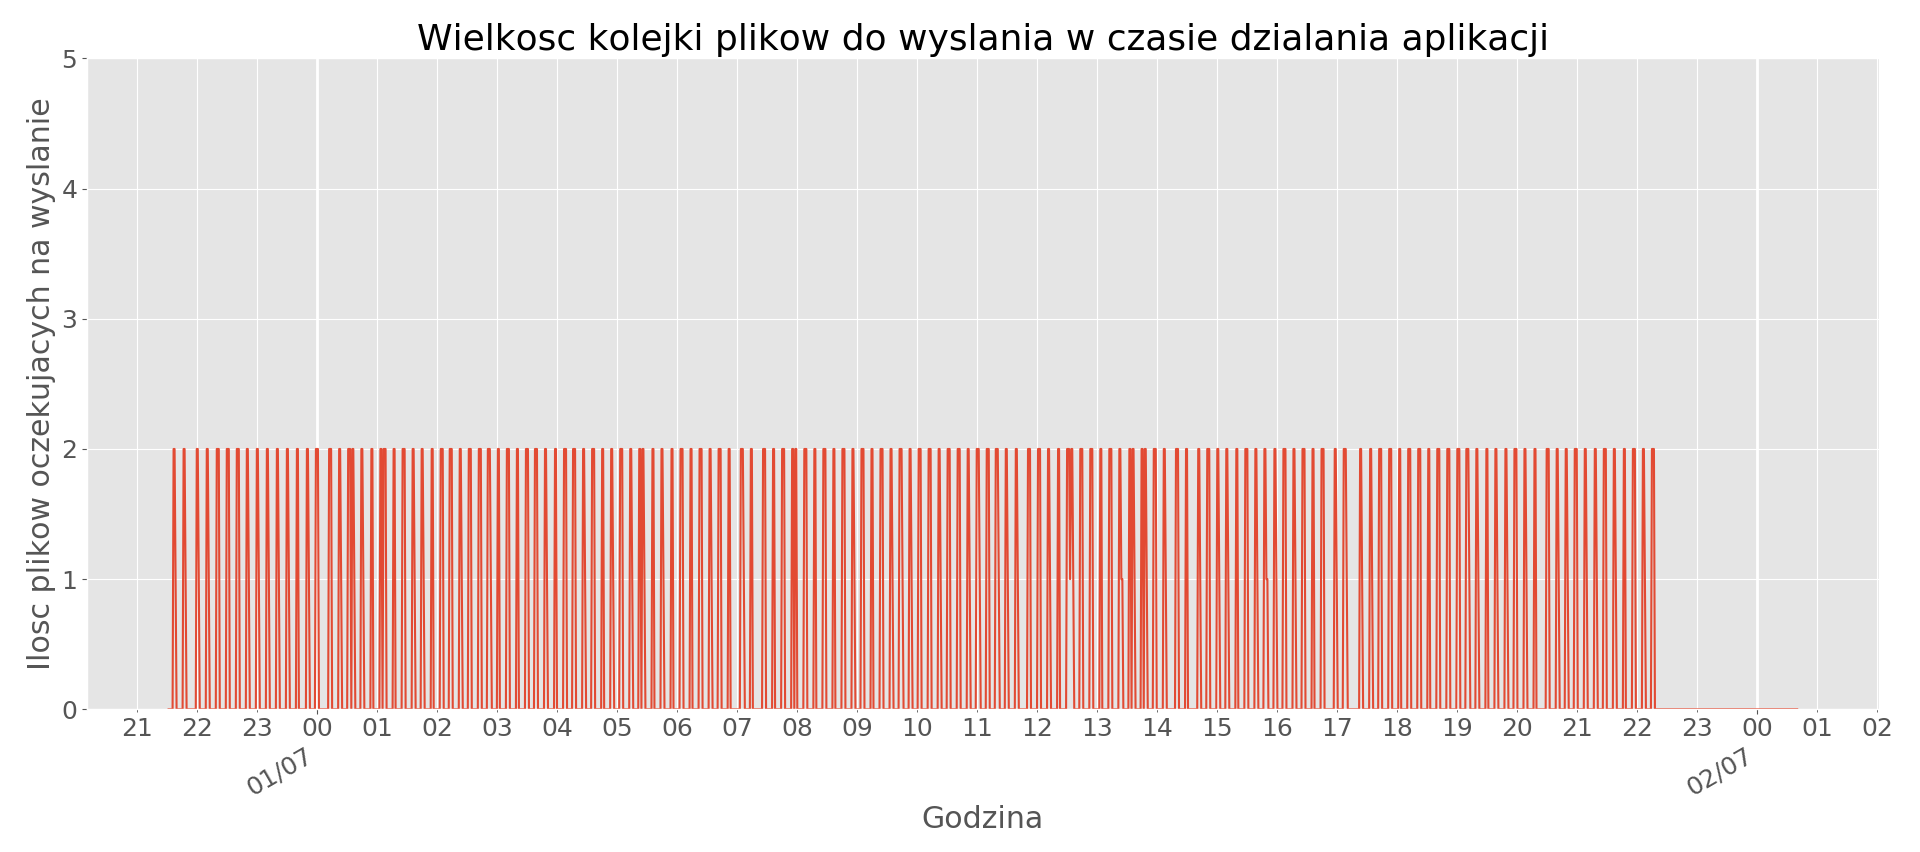 Wielkosc kolejki plikow do wyslania w czasie dzialania aplikacji
Ilosc plikow oczekujacych na wyslanie
5
4
3
2
1
0
21 22 23 00 01 02 03 04 05 06 07 08 09 10 11 12 13 14 15 16 17 18 19 20 21 22 23 00 01 02
01/07 02/07
Godzina